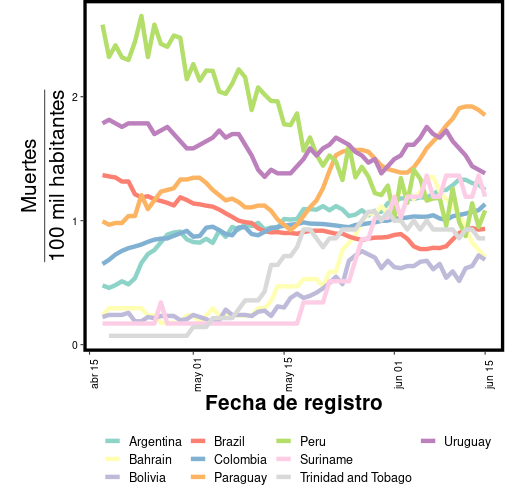 Muertes
100 mil habitantes
2
1
0
abr 15
may 01
may 15
jun 01
jun 15
Fecha de registro
Argentina Brazil Peru Uruguay
Bahrain Colombia Suriname
Bolivia Paraguay Trinidad and Tobago